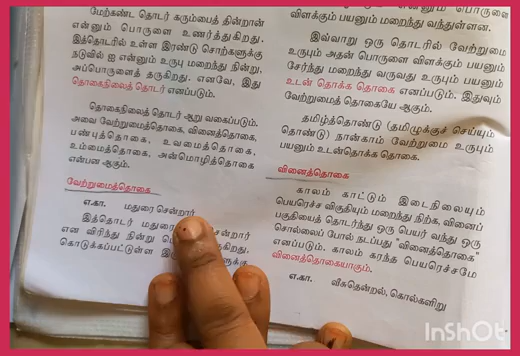 மேற்கண்ட தொடர் கரும்பைத் தின்றான்
என்னும் பொருளை உணர்த்துகிறது.
இத்தொடரில் உள்ள இரண்டு சொற்களுக்கு
நடுவில் ஐ என்னும் உருபு மறைந்து நின்று,
அப்பொருளைத் தருகிறது. எனவே, இது
தொகைநிலைத் தொடர் எனப்படும்.
தொகைநிலைத் தொடர் ஆறு வகைப்படும்.
அவை வேற்றுமைத்தொகை, வினைத்தொகை,
பண்புத்தொகை, உவமைத்தொகை,
உம்மைத்தொகை, அன்மொழித்தொகை
என்பன ஆகும்.
வேற்றுமைத்தொகை
எ.கா. மதுரை சென்றார்
இத்தொடர் சென்றார்
என விரிந்து நின்று
கொடுக்கப்பட்டுள்ள
விளக்கும் பயனும் மறைந்து வந்துள்ளன.
இவ்வாறு ஒரு தொடரில் வேற்றுமை
உருபும் அதன் பொருளை விளக்கும் பயனும்
சேர்ந்து மறைந்து வருவது உருபும் பயனும்
உடன் தொக்க தொகை எனப்படும். இதுவும்
வேற்றுமைத் தொகையே ஆகும்.
தமிழ்த்தொண்டு (தமிழுக்குச் செய்யும்
தொண்டு) நான்காம் வேற்றுமை உருபும்
பயனும் உடன்தொக்க தொகை.
வினைத்தொகை
காலம் காட்டும் இடைநிலையும்
பெயரெச்ச விகுதியும் மறைந்து நிற்க, வினைப்
பகுதியைத் தொடர்ந்து ஒரு பெயர் வந்து ஒரு
சொல்லைப் போல் நடப்பது "வினைத்தொகை"
எனப்படும். காலம் கரந்த பெயரெச்சமே
வினைத்தொகையாகும்.
எ.கா. வீசுதென்றல், கொல்களிறு
InShOt